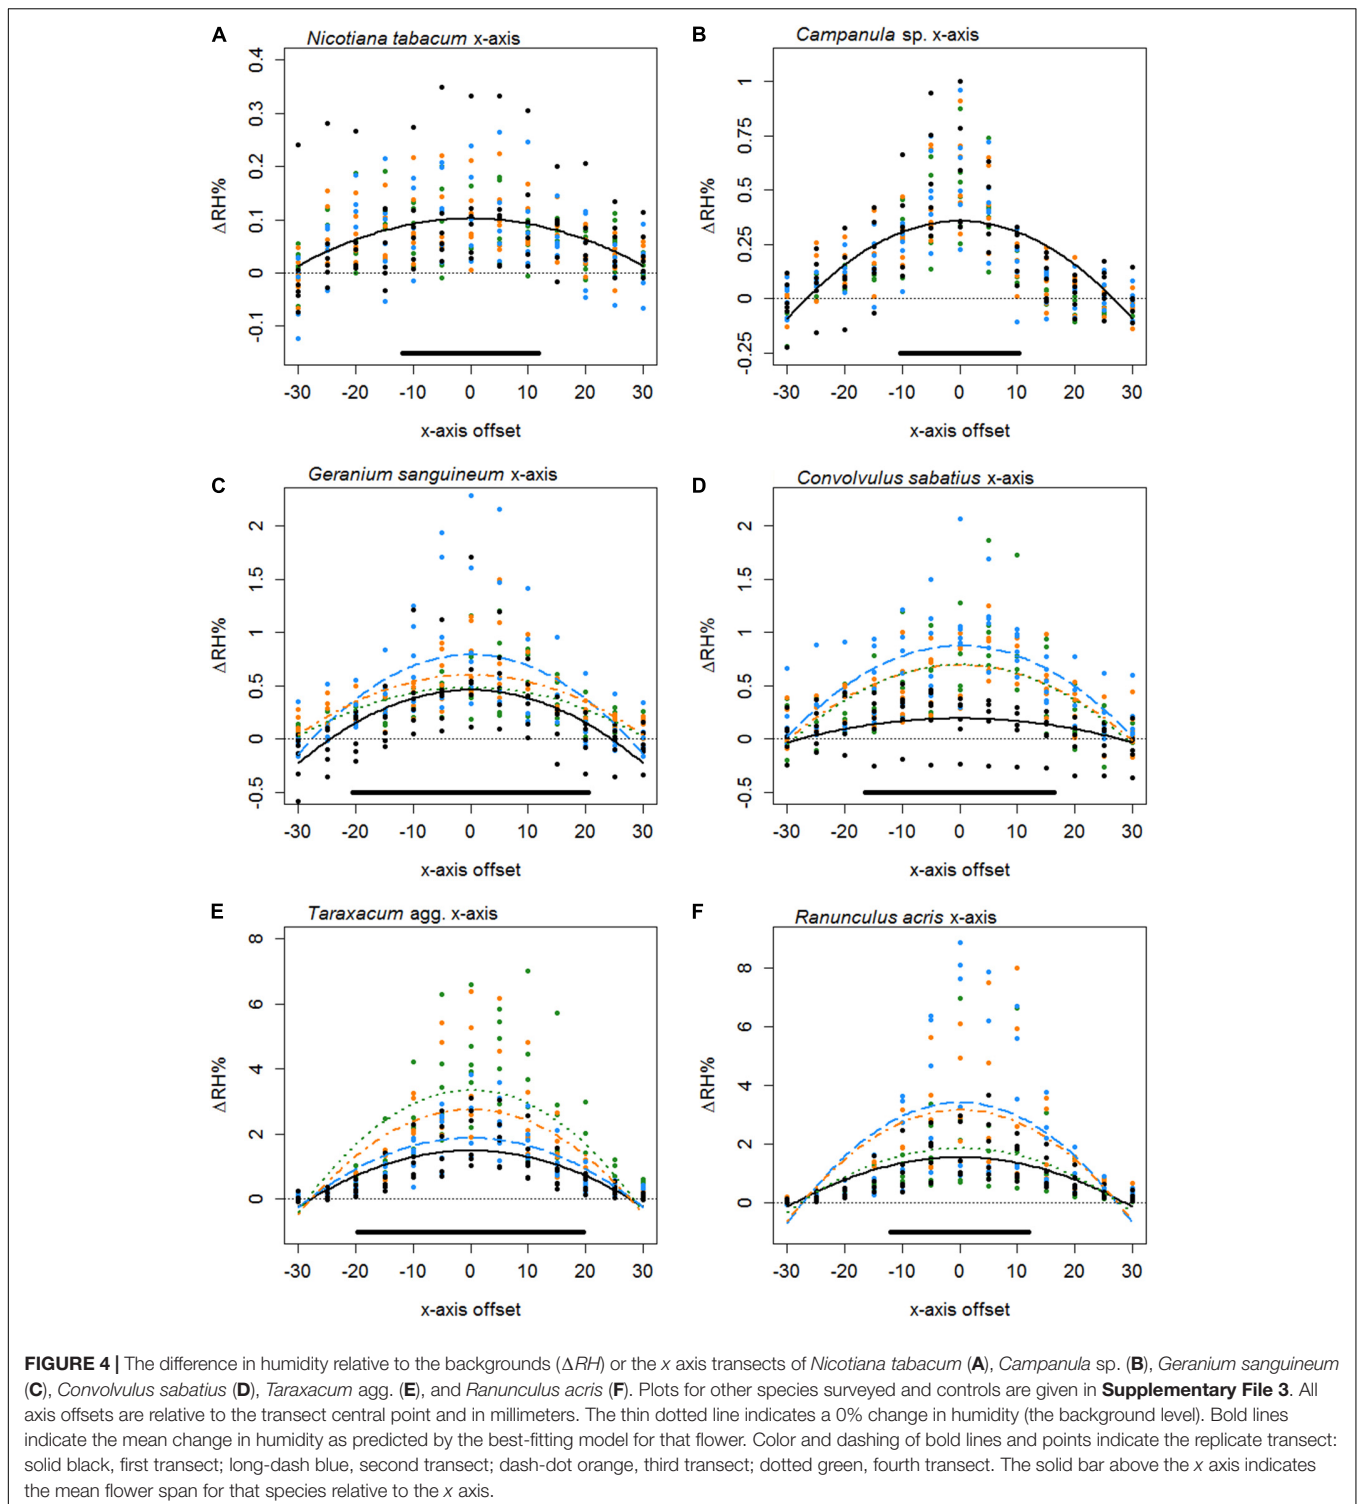 A
Nicotiana tabacum x-axis
0.4
0.3
0.2
0.1
0
-0.1
ΔRH%
-30 -20 -10 0 10 20 30
x-axis offset
B
Campanula sp. x-axis
1
0.75
0.5
0.25
0
-0.25
ΔRH%
-30 -20 -10 0 10 20 30
x-axis offset
C
Geranium sanguineum x-axis
2
1.5
1
0.5
0
-0.5
ΔRH%
-30 -20 -10 0 10 20 30
x-axis offset
D
Convolvulus sabatius x-axis
2
1.5
1
0.5
0
-0.5
ΔRH%
-30 -20 -10 0 10 20 30
x-axis offset
E
Taraxacum agg. x-axis
8
6
4
2
0
ΔRH%
-30 -20 -10 0 10 20 30
x-axis offset
F
Ranunculus acris x-axis
8
6
4
2
0
ΔRH%
-30 -20 -10 0 10 20 30
x-axis offset
FIGURE 4 | The difference in humidity relative to the backgrounds (ΔRH) or the x axis transects of Nicotiana tabacum (A), Campanula sp. (B), Geranium sanguineum
(C), Convolvulus sabatius (D), Taraxacum agg. (E), and Ranunculus acris (F). Plots for other species surveyed and controls are given in Supplementary File 3. All
axis offsets are relative to the transect central point and in millimeters. The thin dotted line indicates a 0% change in humidity (the background level). Bold lines
indicate the mean change in humidity as predicted by the best-fitting model for that flower. Color and dashing of bold lines and points indicate the replicate transect:
solid black, first transect; long-dash blue, second transect; dash-dot orange, third transect; dotted green, fourth transect. The solid bar above the x axis indicates
the mean flower span for that species relative to the x axis.